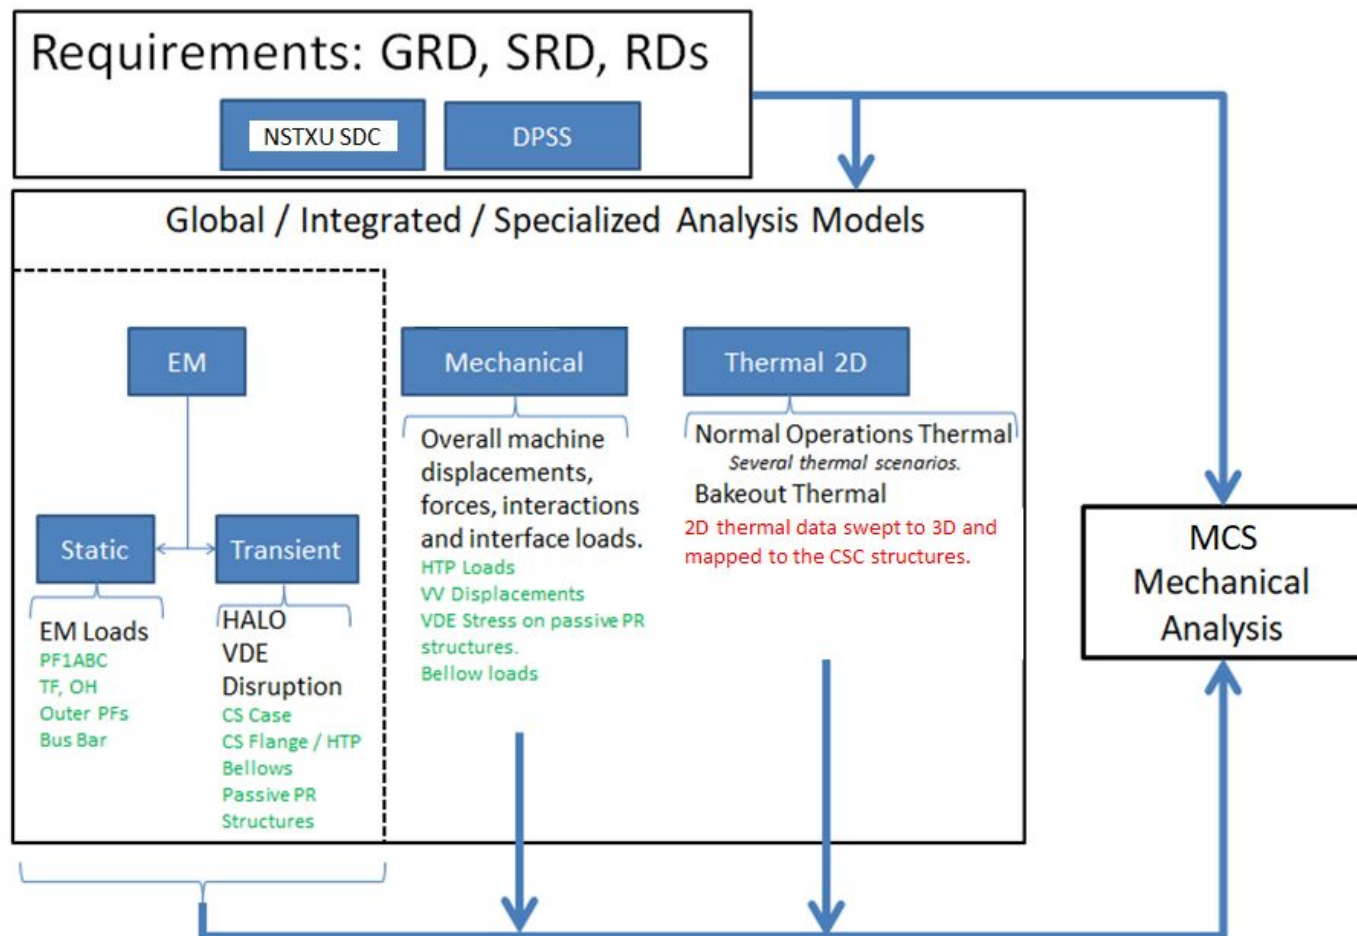 Requirements: GRD, SRD, RDs
NSTXU SDC
DPSS
Global / Integrated / Specialized Analysis Models
EM
Static
Transient
EM Loads
PF1ABC
TF, OH
Outer PFs
Bus Bar
HALO
VDE
Disruption
CS Case
CS Flange / HTP
Bellows
Passive PR
Structures
Mechanical
Overall machine
displacements,
forces, interactions
and interface loads.
HTP Loads
VV Displacements
VDE Stress on passive PR
structures.
Bellow loads
Thermal 2D
Normal Operations Thermal
Several thermal scenarios.
Bakeout Thermal
2D thermal data swept to 3D and
mapped to the CSC structures.
MCS
Mechanical
Analysis